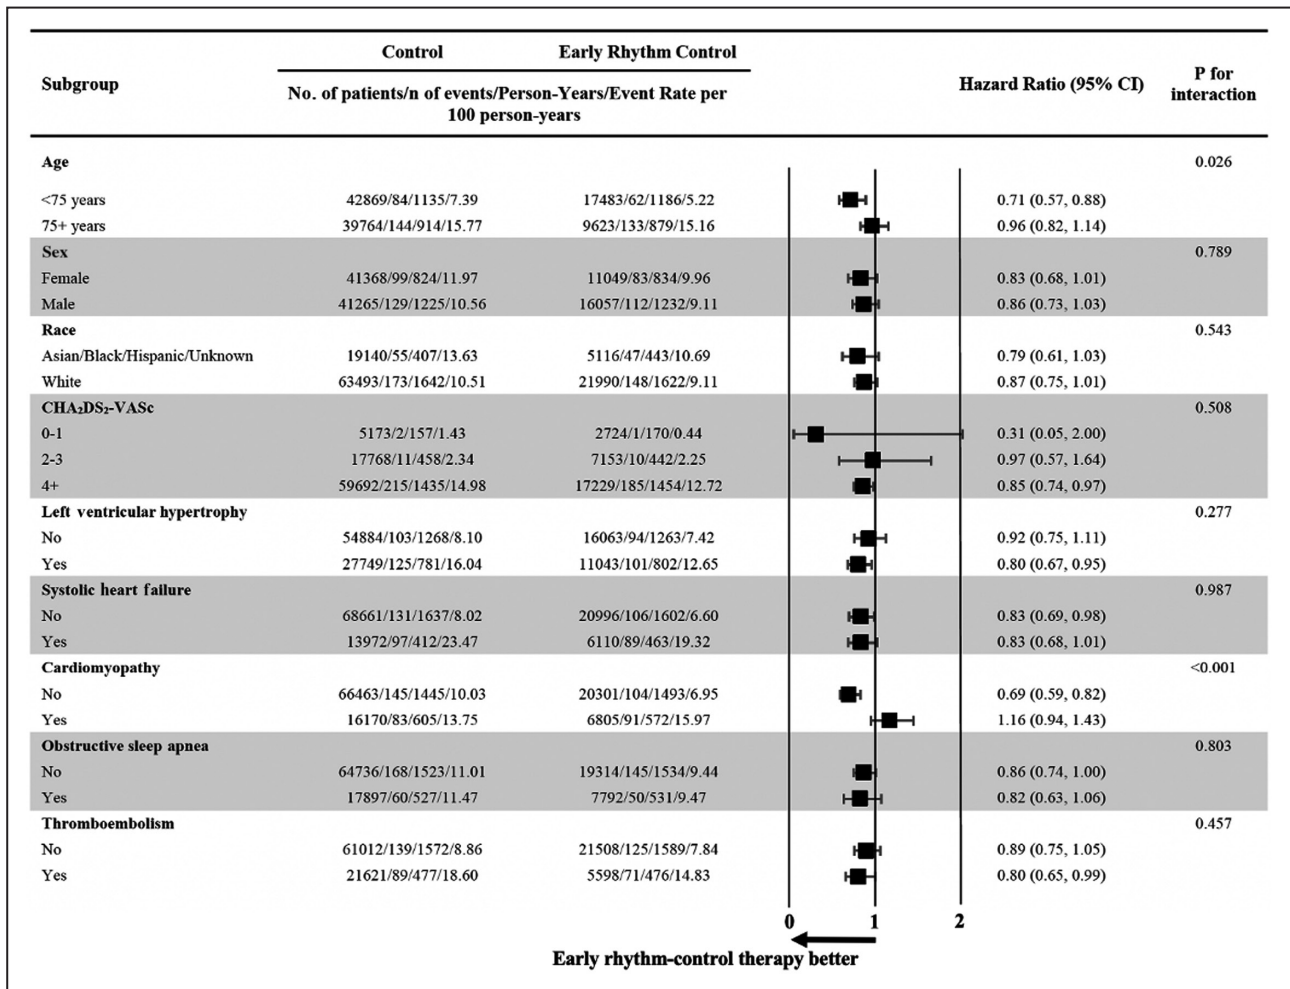 Control Early Rhythm Control
Subgroup Hazard Ratio (95% CI) P for interaction
No. of patients/n of events/Person-Years/Event Rate per
100 person-years
Age 0.026
<75 years 42869/84/1135/7.39 17483/62/1186/5.22 0.71 (0.57, 0.88)
75+ years 39764/144/914/15.77 9623/133/879/15.16 0.96 (0.82, 1.14)
Sex 0.789
Female 41368/99/824/11.97 11049/83/834/9.96 0.83 (0.68, 1.01)
Male 41265/129/1225/10.56 16057/112/1232/9.11 0.86 (0.73, 1.03)
Race 0.543
Asian/Black/Hispanic/Unknown 19140/55/407/13.63 5116/47/443/10.69 0.79 (0.61, 1.03)
White 63493/173/1642/10.51 21990/148/1622/9.11 0.87 (0.75, 1.01)
CHA₂DS₂-VASc 0.508
0-1 5173/2/157/1.43 2724/1/170/0.44 0.31 (0.05, 2.00)
2-3 17768/11/458/2.34 7153/10/442/2.25 0.97 (0.57, 1.64)
4+ 59692/215/1435/14.98 17229/185/1454/12.72 0.85 (0.74, 0.97)
Left ventricular hypertrophy 0.277
No 54884/103/1268/8.10 16063/94/1263/7.42 0.92 (0.75, 1.11)
Yes 27749/125/781/16.04 11043/101/802/12.65 0.80 (0.67, 0.95)
Systolic heart failure 0.987
No 68661/131/1637/8.02 20996/106/1602/6.60 0.83 (0.69, 0.98)
Yes 13972/97/412/23.47 6110/89/463/19.32 0.83 (0.68, 1.01)
Cardiomyopathy <0.001
No 66463/145/1445/10.03 20301/104/1493/6.95 0.69 (0.59, 0.82)
Yes 16170/83/605/13.75 6805/91/572/15.97 1.16 (0.94, 1.43)
Obstructive sleep apnea 0.803
No 64736/168/1523/11.01 19314/145/1534/9.44 0.86 (0.74, 1.00)
Yes 17897/60/527/11.47 7792/50/531/9.47 0.82 (0.63, 1.06)
Thromboembolism 0.457
No 61012/139/1572/8.86 21508/125/1589/7.84 0.89 (0.75, 1.05)
Yes 21621/89/477/18.60 5598/71/476/14.83 0.80 (0.65, 0.99)
0 1 2
Early rhythm-control therapy better